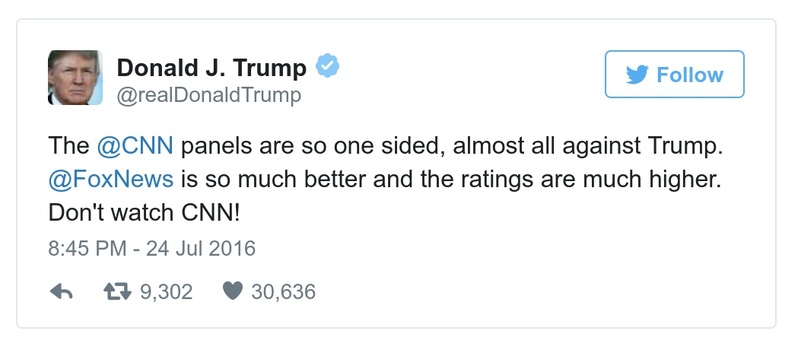 Donald J. Trump
Follow
@realDonaldTrump
The @CNN panels are so one sided, almost all against Trump.
@FoxNews is so much better and the ratings are much higher.
Don't watch CNN!
8:45 PM - 24 Jul 2016
9,302 30,636